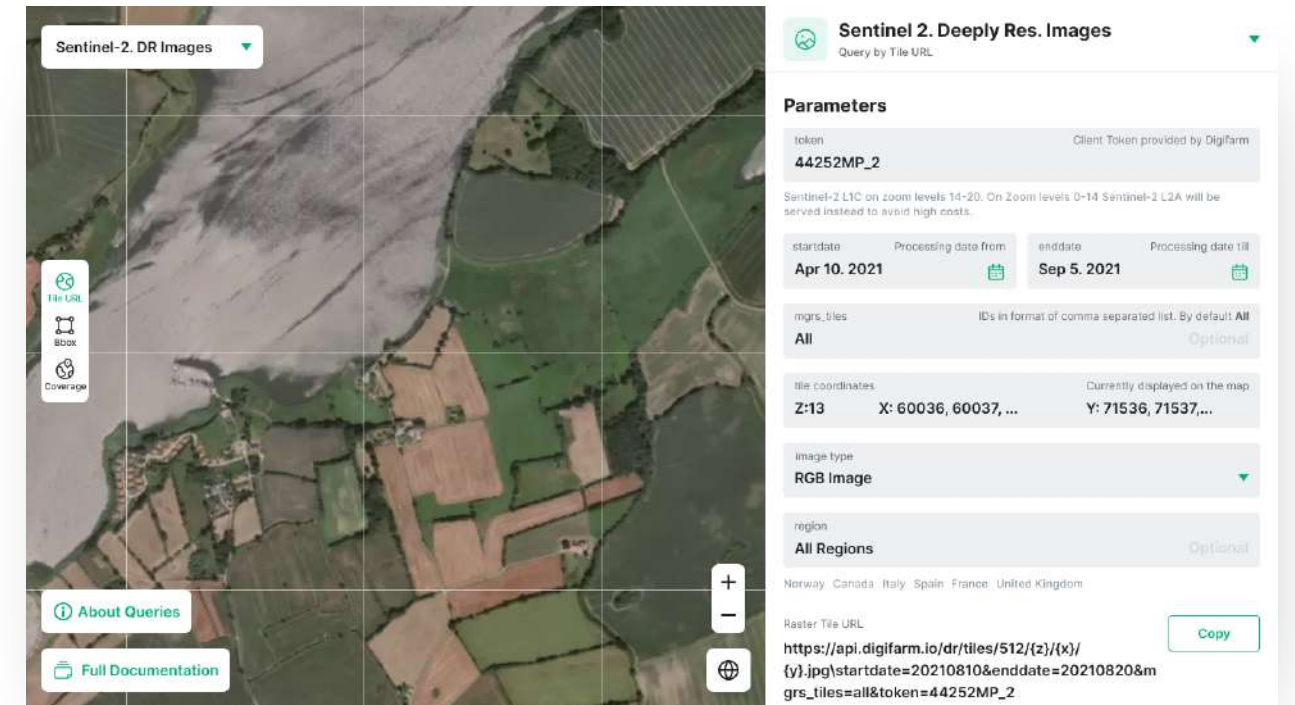 Sentinel-2. DR Images
Tile URL
Bbox
Coverage
About Queries
Full Documentation
Sentinel 2. Deeply Res. Images
Query by Tile URL
Parameters
token Client Token provided by Digifarm
44252MP_2
Sentinel-2 L1C on zoom levels 14-20. On Zoom levels 0-14 Sentinel-2 L2A will be
served instead to avoid high costs.
startdate Processing date from enddate Processing date till
Apr 10. 2021 Sep 5. 2021
mgrs_tiles IDs in format of comma separated list. By default All
All Optional
tile coordinates Currently displayed on the map
Z:13 X: 60036, 60037, ... Y: 71536, 71537,...
image type
RGB Image
region
All Regions Optional
Norway Canada Italy Spain France United Kingdom
Raster Tile URL
Copy
https://api.digifarm.io/dr/tiles/512/{z}/{x}/
{y}.jpg\startdate=20210810&enddate=20210820&m
grs_tiles=all&token=44252MP_2